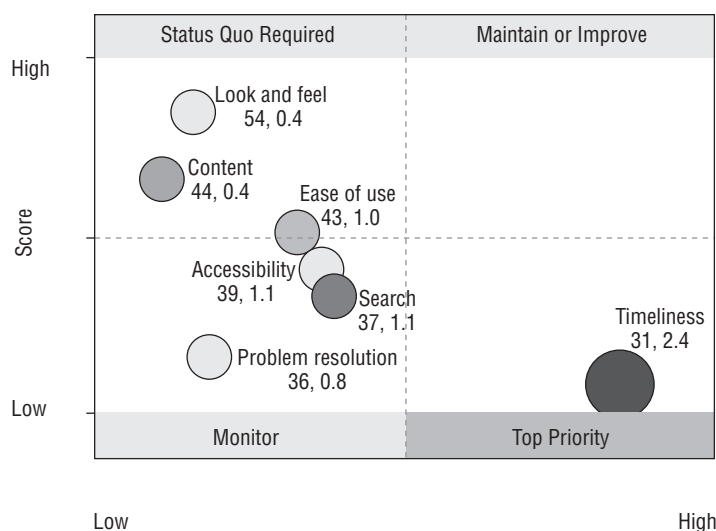 Status Quo Required
Maintain or Improve
High
Look and feel
54, 0.4
Content
44, 0.4
Ease of use
43, 1.0
Score
Accessibility
39, 1.1
Search
37, 1.1
Timeliness
31, 2.4
Problem resolution
36, 0.8
Low
Monitor
Top Priority
Low
High